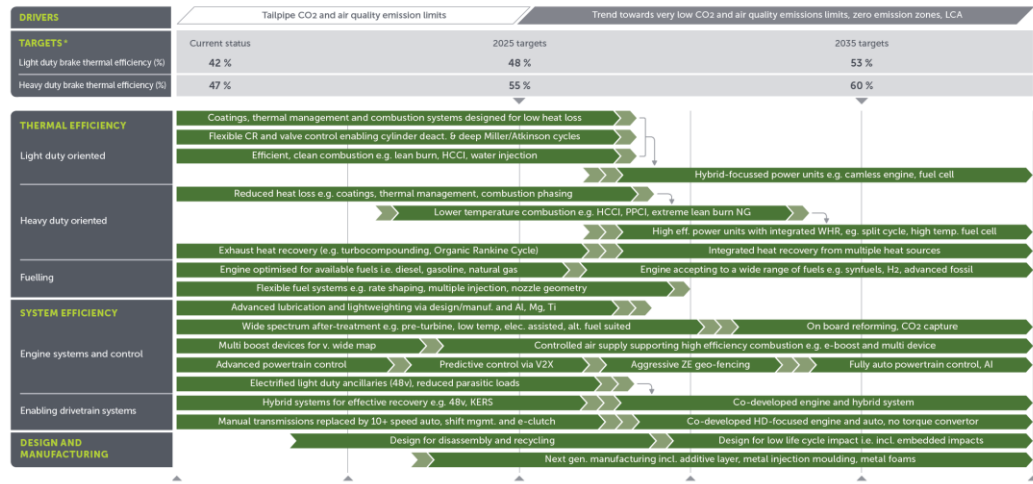 DRIVERS
Tailpipe CO2 and air quality emission limits
Trend towards very low CO2 and air quality emissions limits, zero emission zones, LCA
TARGETS*
Current status
2025 targets
2035 targets
Light duty brake thermal efficiency (%)
42 %
48 %
53 %
Heavy duty brake thermal efficiency (%)
47 %
55 %
60 %
THERMAL EFFICIENCY
Light duty oriented
Coatings, thermal management and combustion systems designed for low heat loss
Flexible CR and valve control enabling cylinder deact. & deep Miller/Atkinson cycles
Efficient, clean combustion e.g. lean burn, HCCI, water injection
Hybrid-focussed power units e.g. camless engine, fuel cell
Heavy duty oriented
Reduced heat loss e.g. coatings, thermal management, combustion phasing
Lower temperature combustion e.g. HCCI, PPCI, extreme lean burn NG
High eff. power units with integrated WHR, eg. split cycle, high temp. fuel cell
Exhaust heat recovery (e.g. turbocompounding, Organic Rankine Cycle)
Integrated heat recovery from multiple heat sources
Fuelling
Engine optimised for available fuels i.e. diesel, gasoline, natural gas
Engine accepting to a wide range of fuels e.g. synfuels, H2, advanced fossil
Flexible fuel systems e.g. rate shaping, multiple injection, nozzle geometry
SYSTEM EFFICIENCY
Engine systems and control
Advanced lubrication and lightweighting via design/manuf. and Al, Mg, Ti
Wide spectrum after-treatment e.g. pre-turbine, low temp, elec. assisted, alt. fuel suited
On board reforming, CO2 capture
Multi boost devices for v. wide map
Controlled air supply supporting high efficiency combustion e.g. e-boost and multi device
Advanced powertrain control
Predictive control via V2X
Aggressive ZE geo-fencing
Fully auto powertrain control, AI
Electrified light duty ancillaries (48v), reduced parasitic loads
Enabling drivetrain systems
Hybrid systems for effective recovery e.g. 48v, KERS
Co-developed engine and hybrid system
Manual transmissions replaced by 10+ speed auto, shift mgmt. and e-clutch
Co-developed HD-focused engine and auto, no torque convertor
DESIGN AND
MANUFACTURING
Design for disassembly and recycling
Design for low life cycle impact i.e. incl. embedded impacts
Next gen. manufacturing incl. additive layer, metal injection moulding, metal foams